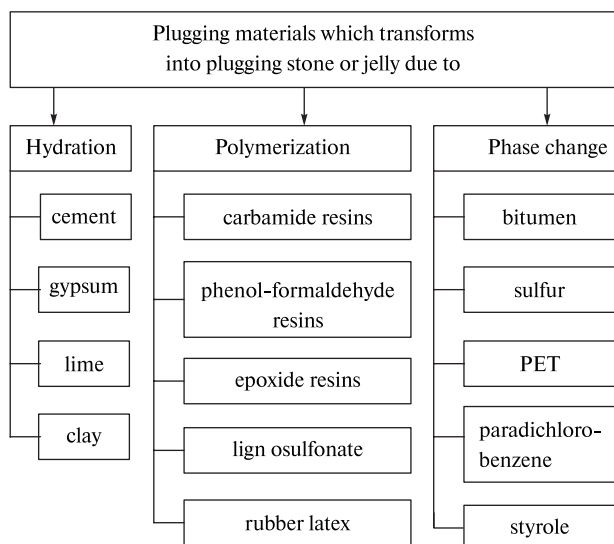 Plugging materials which transforms
into plugging stone or jelly due to
Hydration
Polymerization
Phase change
cement
gypsum
lime
clay
carbamide resins
phenol-formaldehyde
resins
epoxide resins
lign osulfonate
rubber latex
bitumen
sulfur
PET
paradichloro-
benzene
styrole